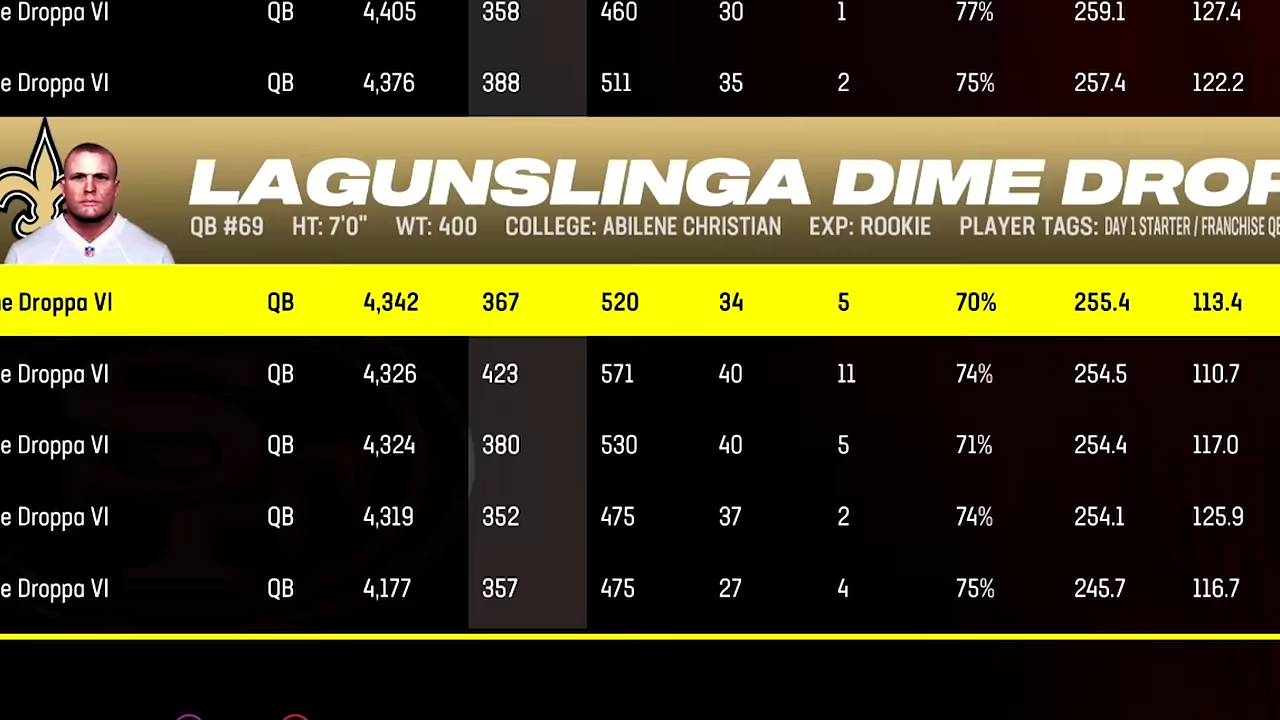 e Droppa VI QB 4,405 358 460 30 1 77% 259.1 127.4
e Droppa VI QB 4,376 388 511 35 2 75% 257.4 122.2
LAGUNSLINGA DIME DROP
QB #69 HT: 7'0" WT: 400 COLLEGE: ABILENE CHRISTIAN EXP: ROOKIE PLAYER TAGS: DAY 1 STARTER / FRANCHISE QB
e Droppa VI QB 4,342 367 520 34 5 70% 255.4 113.4
e Droppa VI QB 4,326 423 571 40 11 74% 254.5 110.7
e Droppa VI QB 4,324 380 530 40 5 71% 254.4 117.0
e Droppa VI QB 4,319 352 475 37 2 74% 254.1 125.9
e Droppa VI QB 4,177 357 475 27 4 75% 245.7 116.7